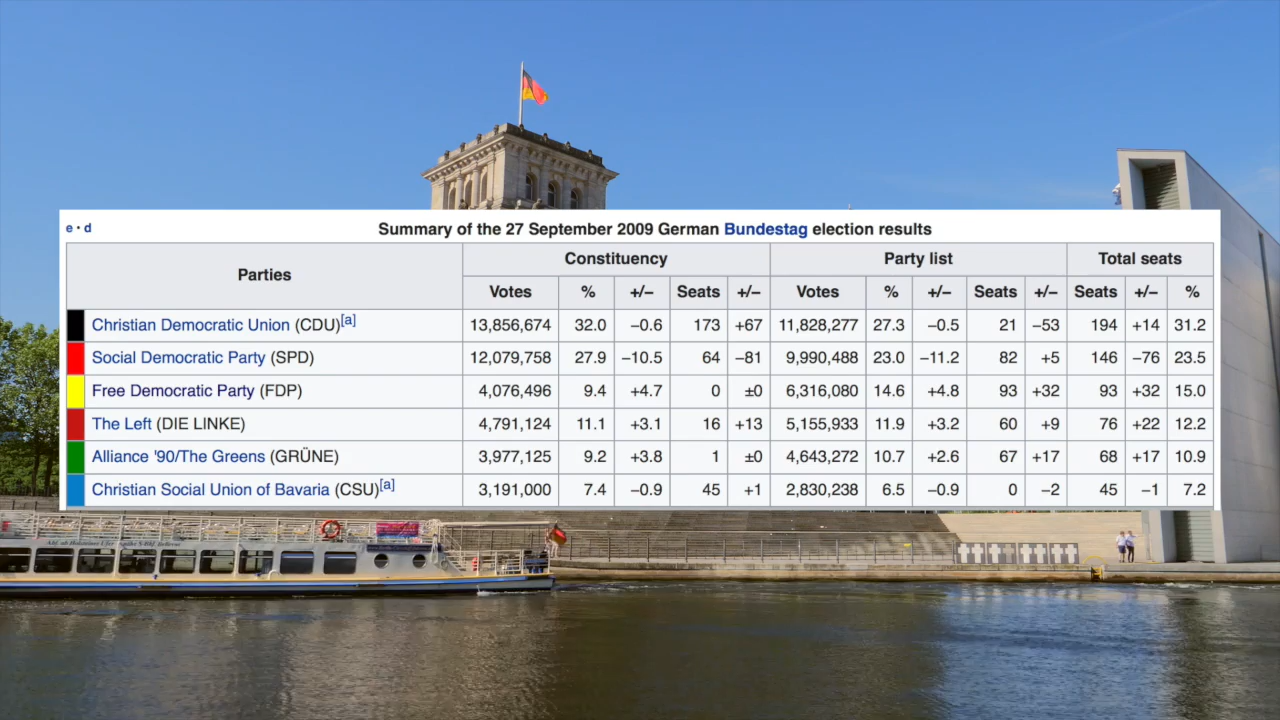 e · d
Summary of the 27 September 2009 German Bundestag election results
Parties Constituency Party list Total seats
Votes % +/– Seats +/– Votes % +/– Seats +/– Seats +/– %
Christian Democratic Union (CDU)[a] 13,856,674 32.0 −0.6 173 +67 11,828,277 27.3 −0.5 21 −53 194 +14 31.2
Social Democratic Party (SPD) 12,079,758 27.9 −10.5 64 −81 9,990,488 23.0 −11.2 82 +5 146 −76 23.5
Free Democratic Party (FDP) 4,076,496 9.4 +4.7 0 ±0 6,316,080 14.6 +4.8 93 +32 93 +32 15.0
The Left (DIE LINKE) 4,791,124 11.1 +3.1 16 +13 5,155,933 11.9 +3.2 60 +9 76 +22 12.2
Alliance '90/The Greens (GRÜNE) 3,977,125 9.2 +3.8 1 ±0 4,643,272 10.7 +2.6 67 +17 68 +17 10.9
Christian Social Union of Bavaria (CSU)[a] 3,191,000 7.4 −0.9 45 +1 2,830,238 6.5 −0.9 0 −2 45 −1 7.2